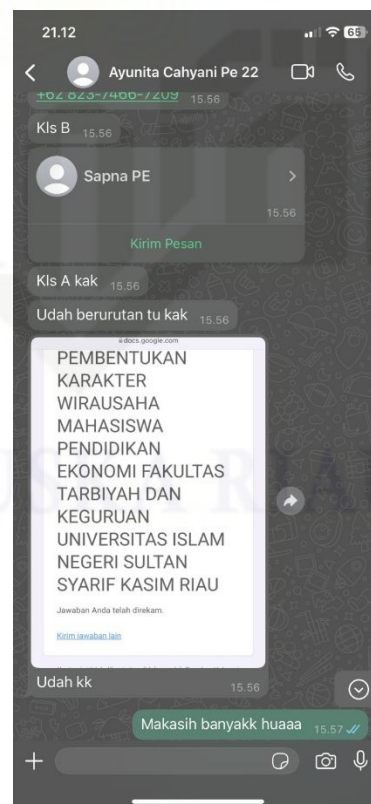 21.12
65
Ayunita Cahyani Pe 22
+62 823-7466-7209 15.56
Kls B 15.56
Sapna PE
15.56
Kirim Pesan
Kls A kak 15.56
Udah berurutan tu kak 15.56
docs.google.com
PEMBENTUKAN
KARAKTER
WIRAUSAHA
MAHASISWA
PENDIDIKAN
EKONOMI FAKULTAS
TARBIYAH DAN
KEGURUAN
UNIVERSITAS ISLAM
NEGERI SULTAN
SYARIF KASIM RIAU
Jawaban Anda telah direkam.
Kirim jawaban lain
Udah kk 15.56
Makasih banyakk huaaa 15.57